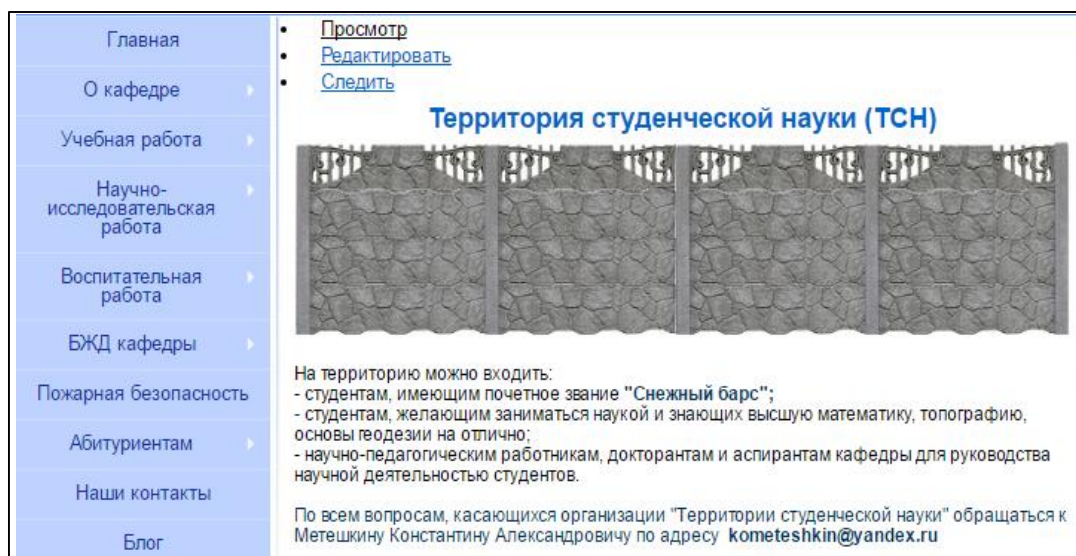 Главная
О кафедре
Учебная работа
Научно-
исследовательская
работа
Воспитательная
работа
БЖД кафедры
Пожарная безопасность
Абитуриентам
Наши контакты
Блог
Просмотр
Редактировать
Следить
Территория студенческой науки (ТСН)
На территорию можно входить:
- студентам, имеющим почетное звание "Снежный барс";
- студентам, желающим заниматься наукой и знающих высшую математику, топографию,
основы геодезии на отлично;
- научно-педагогическим работникам, докторантам и аспирантам кафедры для руководства
научной деятельностью студентов.
По всем вопросам, касающихся организации "Территории студенческой науки" обращаться к
Метешкину Константину Александровичу по адресу kometeshkin@yandex.ru